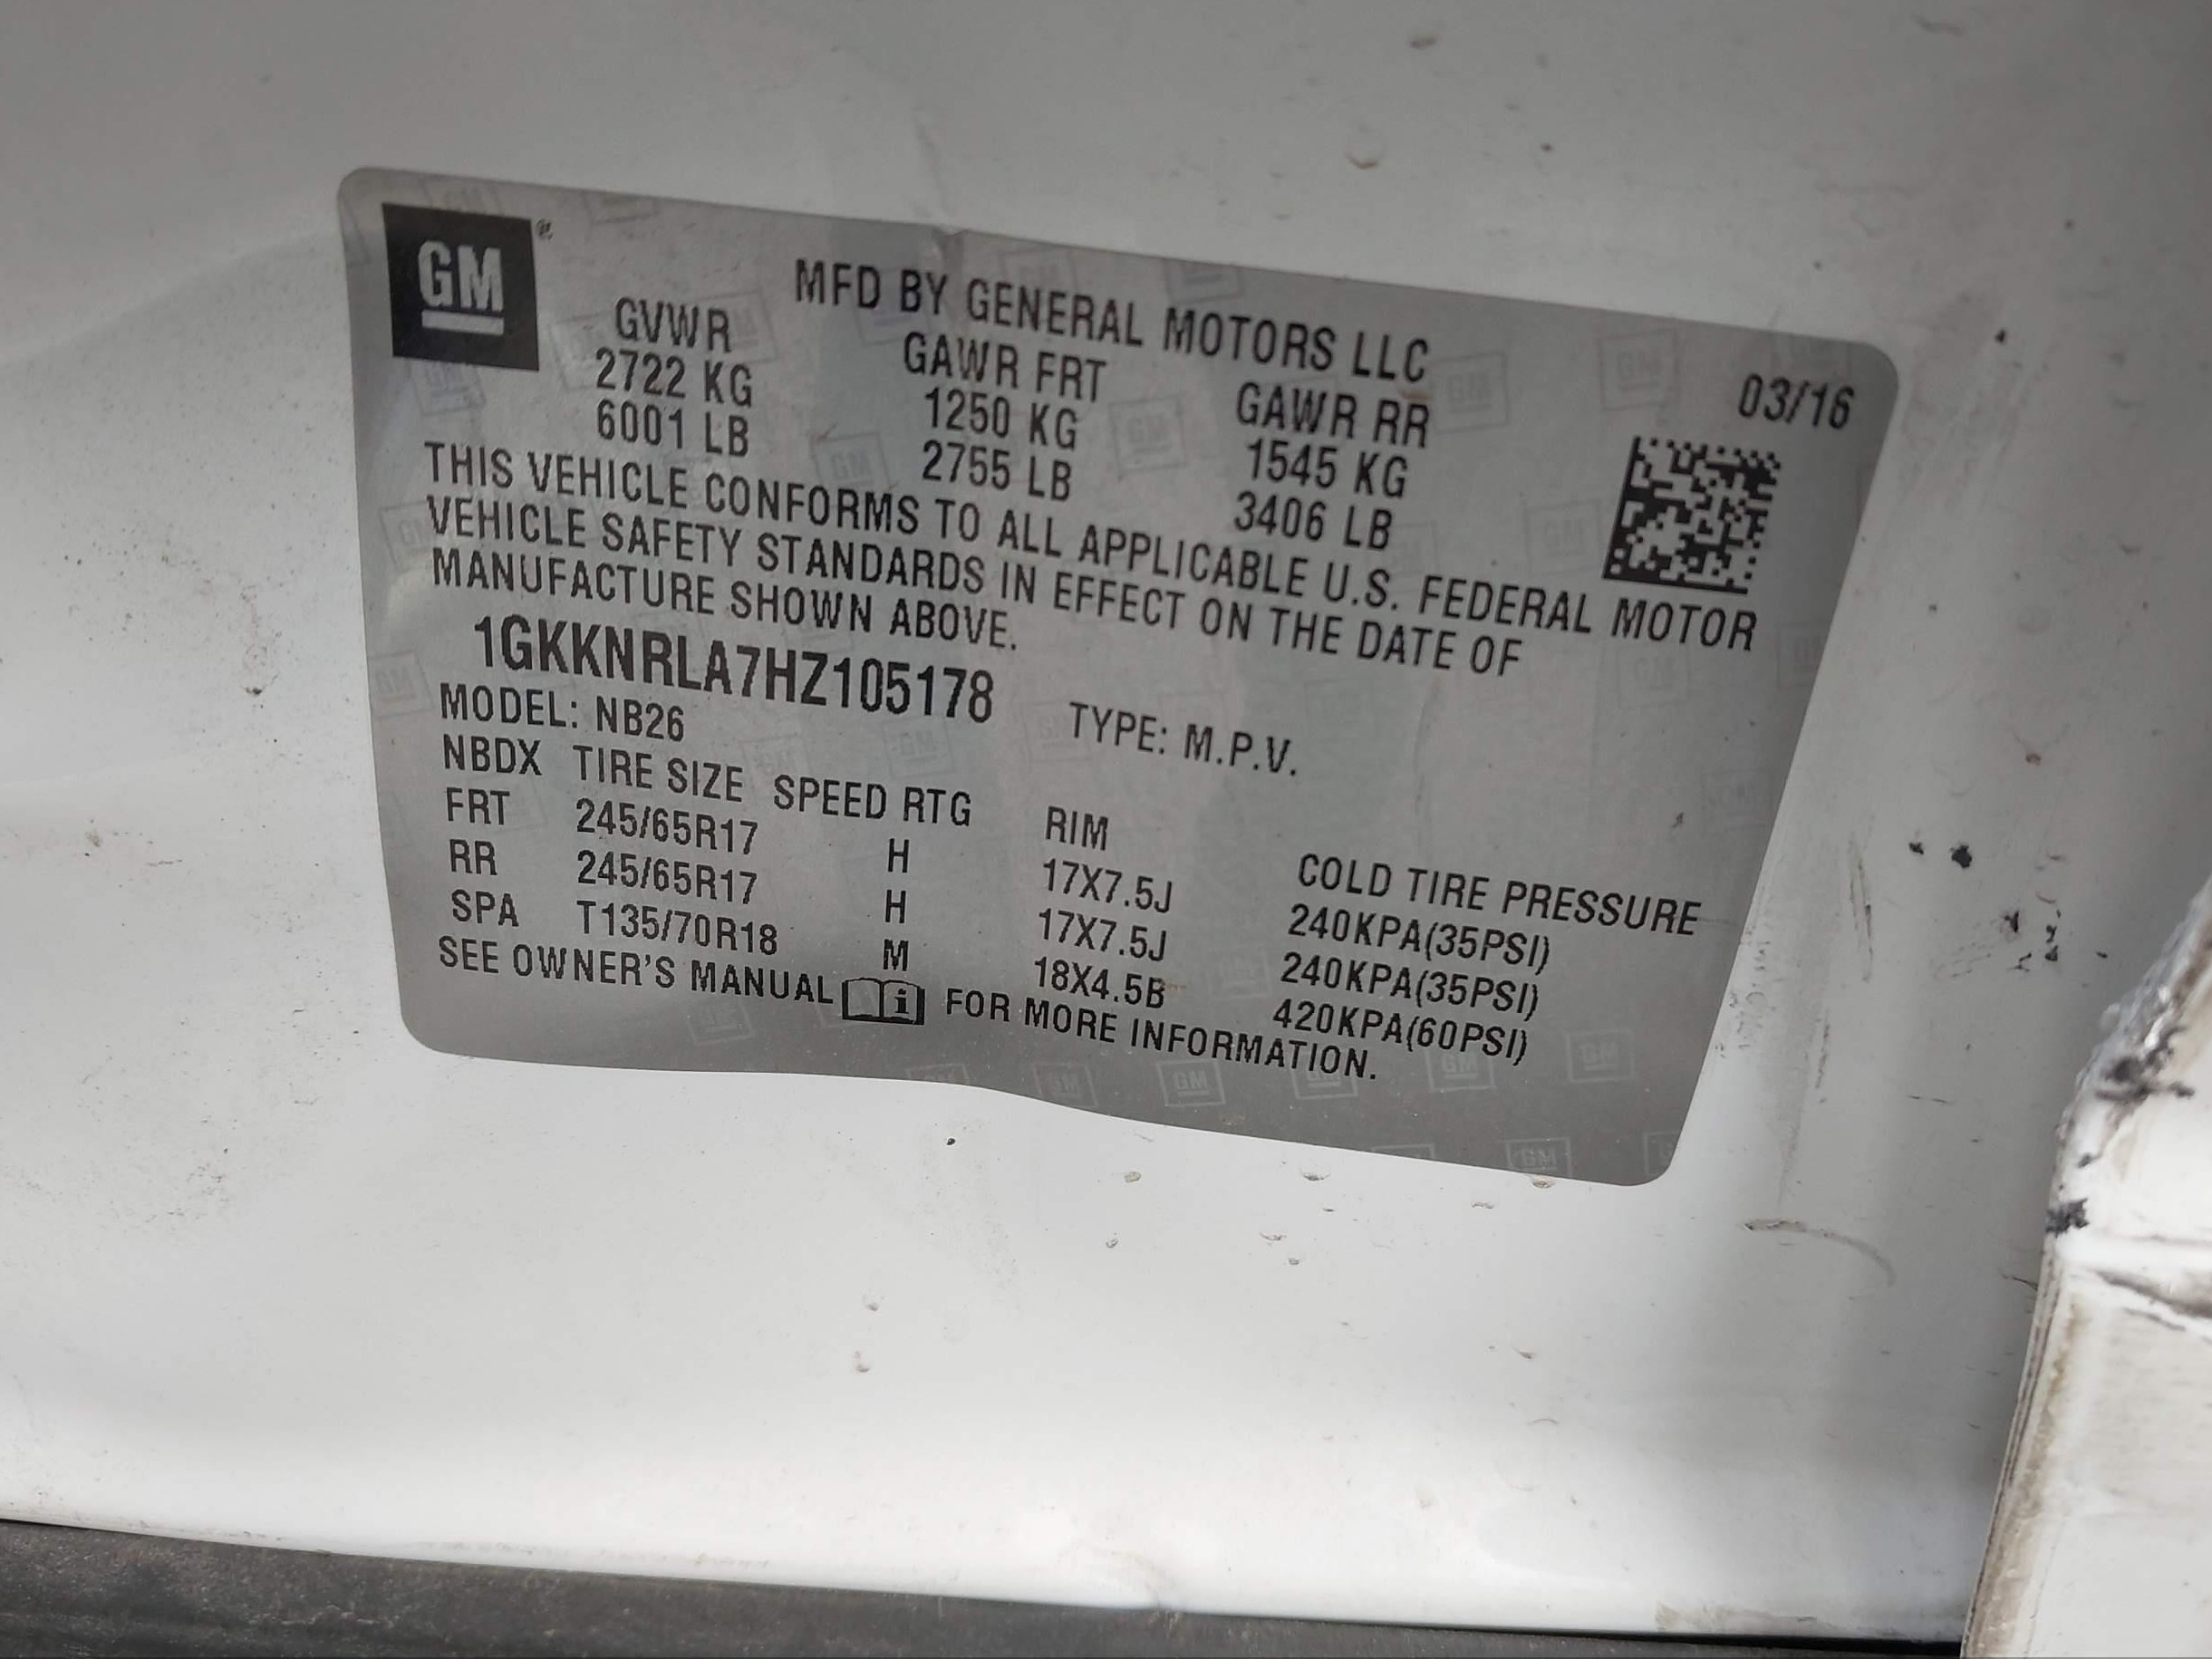 GM ®
MFD BY GENERAL MOTORS LLC 03/16
GVWR GAWR FRT GAWR RR
2722 KG 1250 KG 1545 KG
6001 LB 2755 LB 3406 LB
THIS VEHICLE CONFORMS TO ALL APPLICABLE U.S. FEDERAL MOTOR
VEHICLE SAFETY STANDARDS IN EFFECT ON THE DATE OF
MANUFACTURE SHOWN ABOVE.
1GKKNRLA7HZ105178 TYPE: M.P.V.
MODEL: NB26
NBDX TIRE SIZE SPEED RTG RIM COLD TIRE PRESSURE
FRT 245/65R17 H 17X7.5J 240KPA(35PSI)
RR 245/65R17 H 17X7.5J 240KPA(35PSI)
SPA T135/70R18 M 18X4.5B 420KPA(60PSI)
SEE OWNER'S MANUAL i FOR MORE INFORMATION.